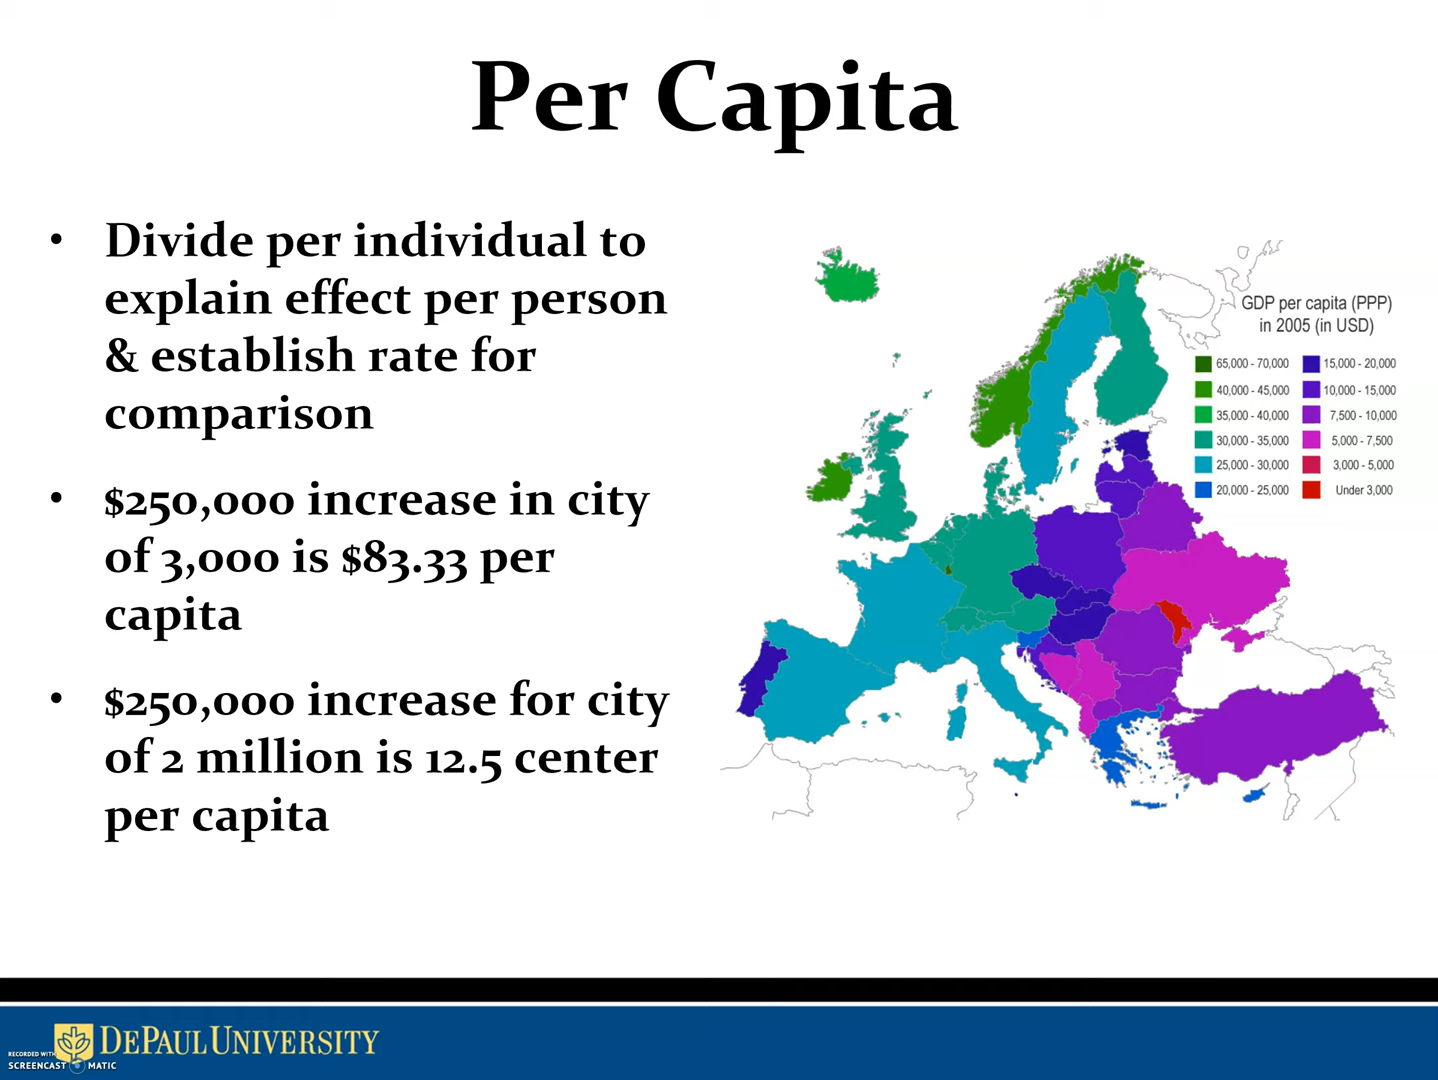 Per Capita
• Divide per individual to
explain effect per person
& establish rate for
comparison
• $250,000 increase in city
of 3,000 is $83.33 per
capita
• $250,000 increase for city
of 2 million is 12.5 center
per capita
GDP per capita (PPP)
in 2005 (in USD)
65,000 - 70,000
40,000 - 45,000
35,000 - 40,000
30,000 - 35,000
25,000 - 30,000
20,000 - 25,000
15,000 - 20,000
10,000 - 15,000
7,500 - 10,000
5,000 - 7,500
3,000 - 5,000
Under 3,000
DEPAUL UNIVERSITY
RECORDED WITH
SCREENCAST MATIC